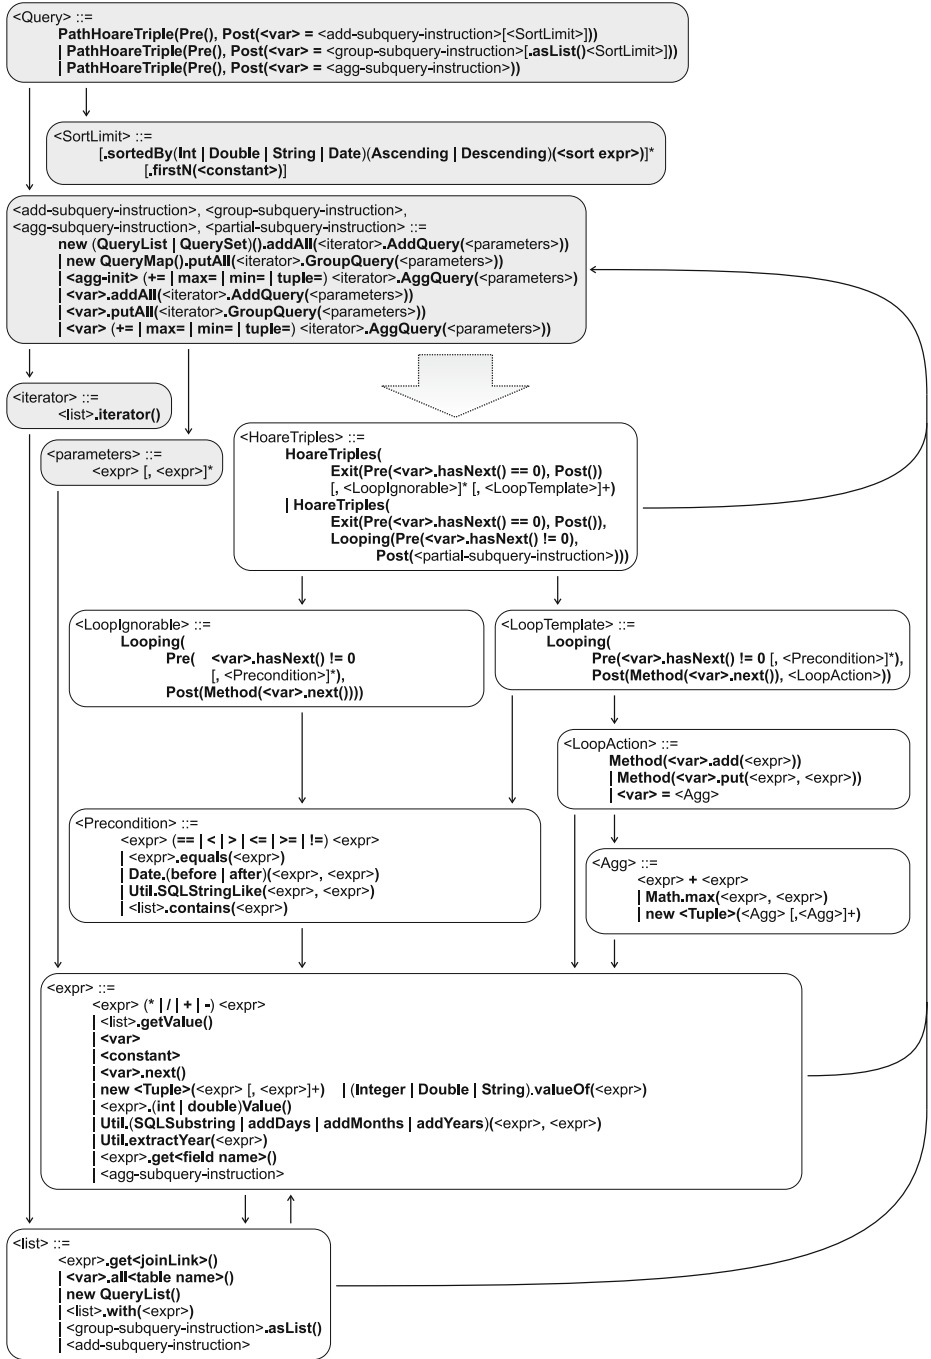 <Query> ::=
PathHoareTriple(Pre(), Post(<var> = <add-subquery-instruction>[<SortLimit>]))
| PathHoareTriple(Pre(), Post(<var> = <group-subquery-instruction>[.asList()<SortLimit>]))
| PathHoareTriple(Pre(), Post(<var> = <agg-subquery-instruction>))
<SortLimit> ::=
[.sortedBy(Int | Double | String | Date)(Ascending | Descending)(<sort expr>)]*
[.firstN(<constant>)]
<add-subquery-instruction>, <group-subquery-instruction>,
<agg-subquery-instruction>, <partial-subquery-instruction> ::=
new (QueryList | QuerySet)().addAll(<iterator>.AddQuery(<parameters>))
| new QueryMap().putAll(<iterator>.GroupQuery(<parameters>))
| <agg-init> (+= | max= | min= | tuple=) <iterator>.AggQuery(<parameters>)
| <var>.addAll(<iterator>.AddQuery(<parameters>))
| <var>.putAll(<iterator>.GroupQuery(<parameters>))
| <var> (+= | max= | min= | tuple=) <iterator>.AggQuery(<parameters>))
<iterator> ::=
<list>.iterator()
<parameters> ::=
<expr> [, <expr>]*
<HoareTriples> ::=
HoareTriples(
Exit(Pre(<var>.hasNext() == 0), Post())
[, <LoopIgnorable>]* [, <LoopTemplate>]+)
| HoareTriples(
Exit(Pre(<var>.hasNext() == 0), Post()),
Looping(Pre(<var>.hasNext() != 0),
Post(<partial-subquery-instruction>)))
<LoopIgnorable> ::=
Looping(
Pre( <var>.hasNext() != 0
[, <Precondition>]*),
Post(Method(<var>.next())))
<LoopTemplate> ::=
Looping(
Pre(<var>.hasNext() != 0 [, <Precondition>]*),
Post(Method(<var>.next()), <LoopAction>))
<LoopAction> ::=
Method(<var>.add(<expr>))
| Method(<var>.put(<expr>, <expr>))
| <var> = <Agg>
<Precondition> ::=
<expr> (== | < | > | <= | >= | !=) <expr>
| <expr>.equals(<expr>)
| Date.(before | after)(<expr>, <expr>)
| Util.SQLStringLike(<expr>, <expr>)
| <list>.contains(<expr>)
<Agg> ::=
<expr> + <expr>
| Math.max(<expr>, <expr>)
| new <Tuple>(<Agg> [,<Agg>]+)
<expr> ::=
<expr> (* | / | + | -) <expr>
| <list>.getValue()
| <var>
| <constant>
| <var>.next()
| new <Tuple>(<expr> [, <expr>]+) | (Integer | Double | String).valueOf(<expr>)
| <expr>.(int | double)Value()
| Util.(SQLSubstring | addDays | addMonths | addYears)(<expr>, <expr>)
| Util.extractYear(<expr>)
| <expr>.get<field name>()
| <agg-subquery-instruction>
<list> ::=
<expr>.get<joinLink>()
| <var>.all<table name>()
| new QueryList()
| <list>.with(<expr>)
| <group-subquery-instruction>.asList()
| <add-subquery-instruction>